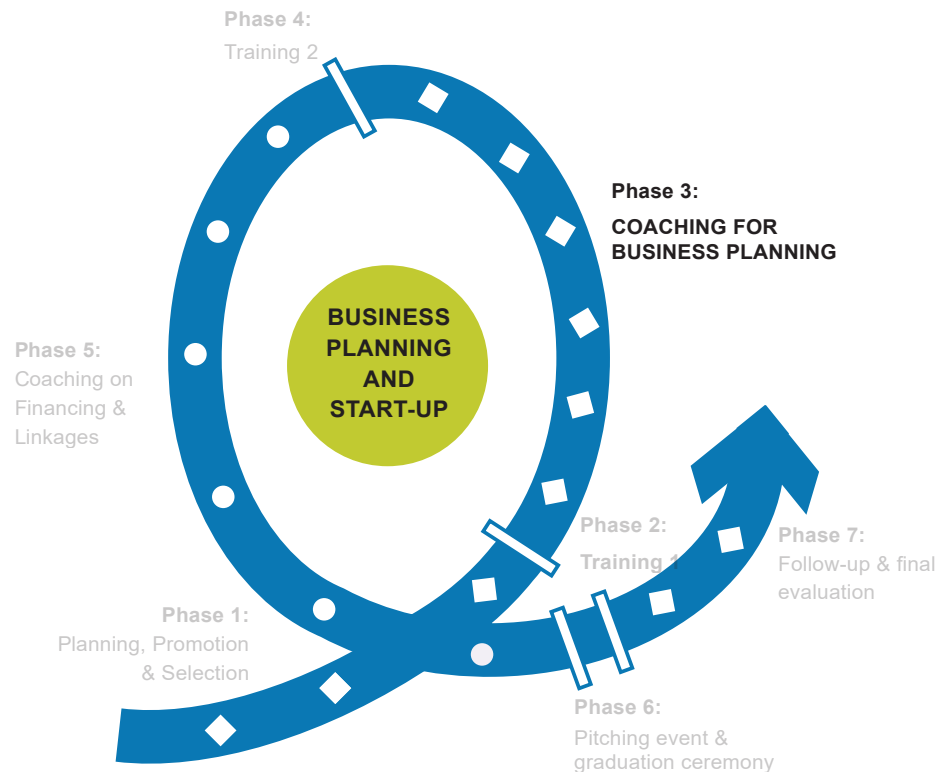 Phase 4:
Training 2
Phase 3:
COACHING FOR
BUSINESS PLANNING
BUSINESS
PLANNING
AND
START-UP
Phase 5:
Coaching on
Financing &
Linkages
Phase 2:
Training 1
Phase 7:
Follow-up & final
evaluation
Phase 1:
Planning, Promotion
& Selection
Phase 6:
Pitching event &
graduation ceremony